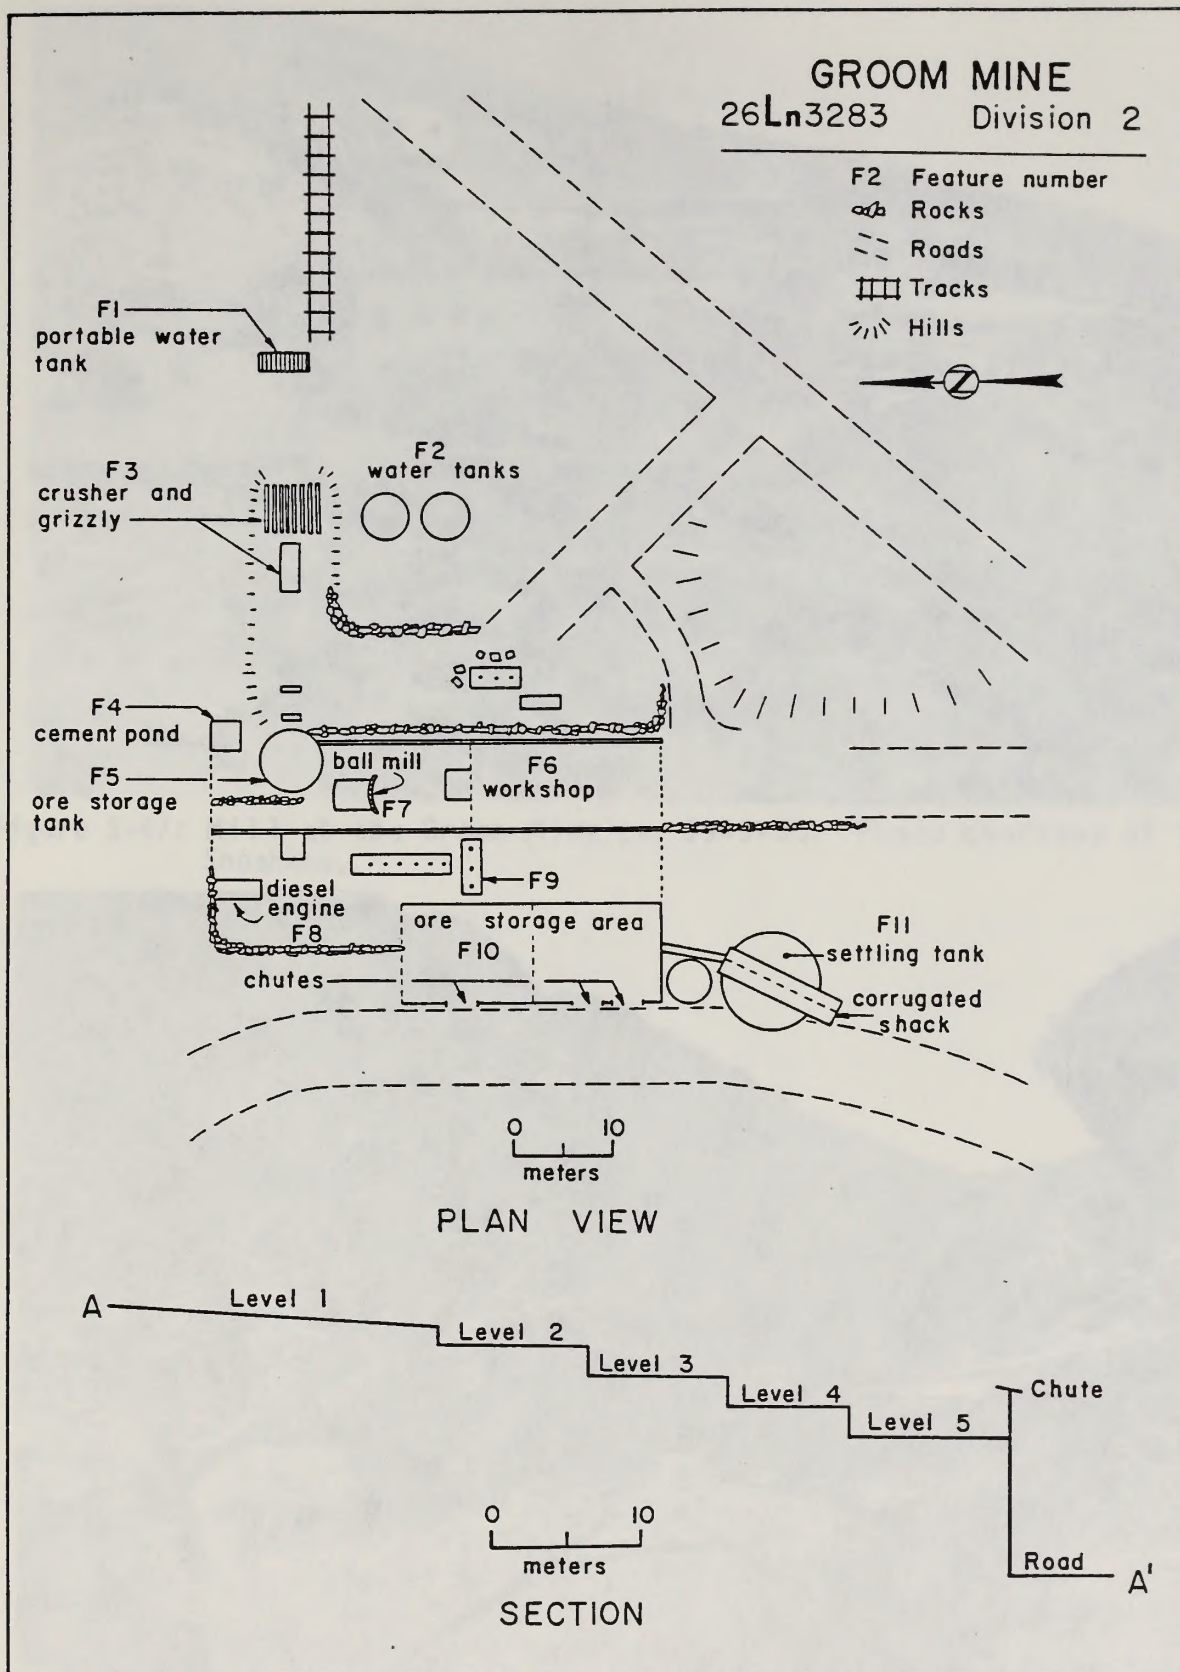 GROOM MINE
26Ln3283 Division 2
F2 Feature number
Rocks
Roads
Tracks
Hills
Z
F1
portable water
tank
F2
water tanks
F3
crusher and
grizzly
F4
cement pond
F5
ore storage
tank
ball mill
F7
F6
workshop
F9
diesel
engine
F8
ore storage area
F10
chutes
F11
settling tank
corrugated
shack
0 10
meters
PLAN VIEW
A
Level 1
Level 2
Level 3
Level 4
Level 5
Chute
Road
A'
0 10
meters
SECTION